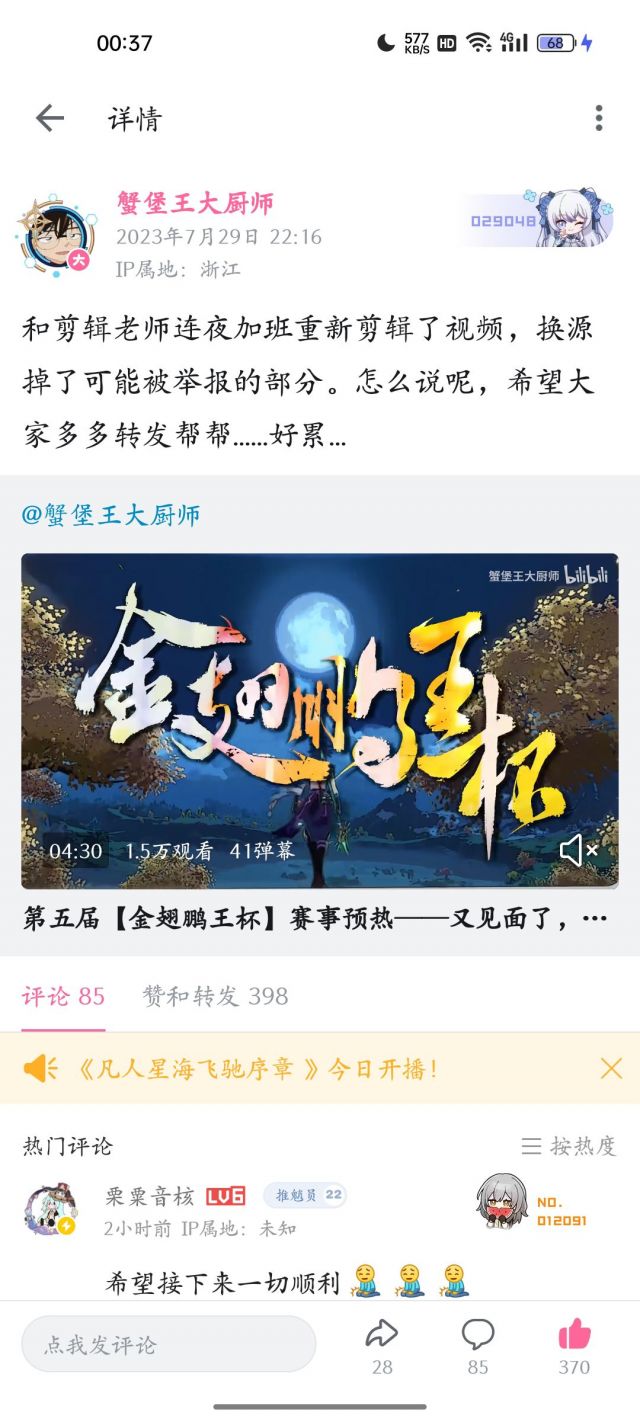 00:37
577 KB/S HD 4G 68
详情
蟹堡王大厨师
029048
2023年7月29日 22:16
大
IP属地：浙江
和剪辑老师连夜加班重新剪辑了视频，换源
掉了可能被举报的部分。怎么说呢，希望大
家多多转发帮帮……好累...
@蟹堡王大厨师
蟹堡王大厨师 bilibili
金翅鹏王杯
04:30 1.5万观看 41弹幕
第五届【金翅鹏王杯】赛事预热——又见面了，…
评论 85 赞和转发 398
《凡人星海飞驰序章 》今日开播！
热门评论 按热度
栗粟音核 LV6 推勉员 22
NO.
012091
2小时前 IP属地：未知
希望接下来一切顺利
点我发评论
28 85 370